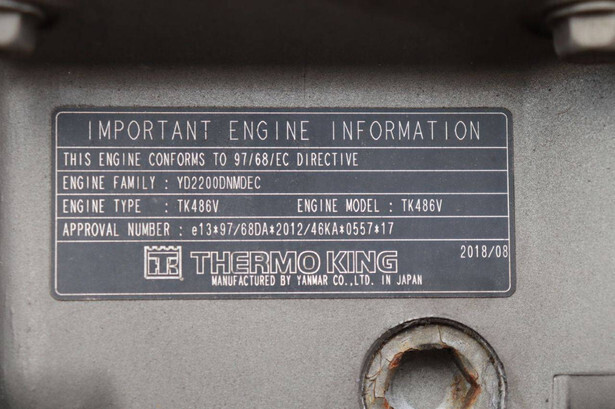 IMPORTANT ENGINE INFORMATION
THIS ENGINE CONFORMS TO 97/68/EC DIRECTIVE
ENGINE FAMILY : YD2200DNMDEC
ENGINE TYPE : TK486V ENGINE MODEL : TK486V
APPROVAL NUMBER : e13*97/68DA*2012/46KA*0557*17
2018/08
TK THERMO KING
MANUFACTURED BY YANMAR CO.,LTD. IN JAPAN